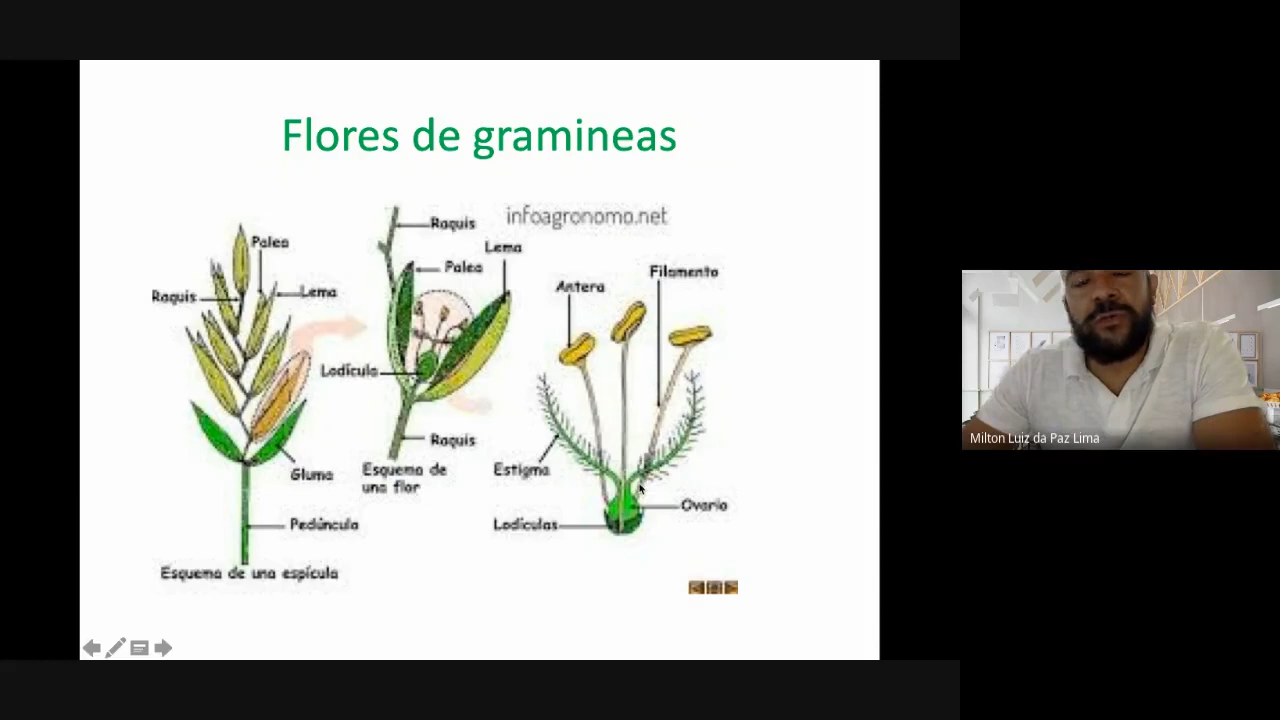 Flores de gramineas
infoagronomo.net
Raquis
Lema
Palea
Palea
Raquis
Lema
Lodícula
Raquis
Gluma
Esquema de
una flor
Pedúnculo
Esquema de una espícula
Filamento
Antera
Estigma
Ovario
Lodículas
Milton Luiz da Paz Lima